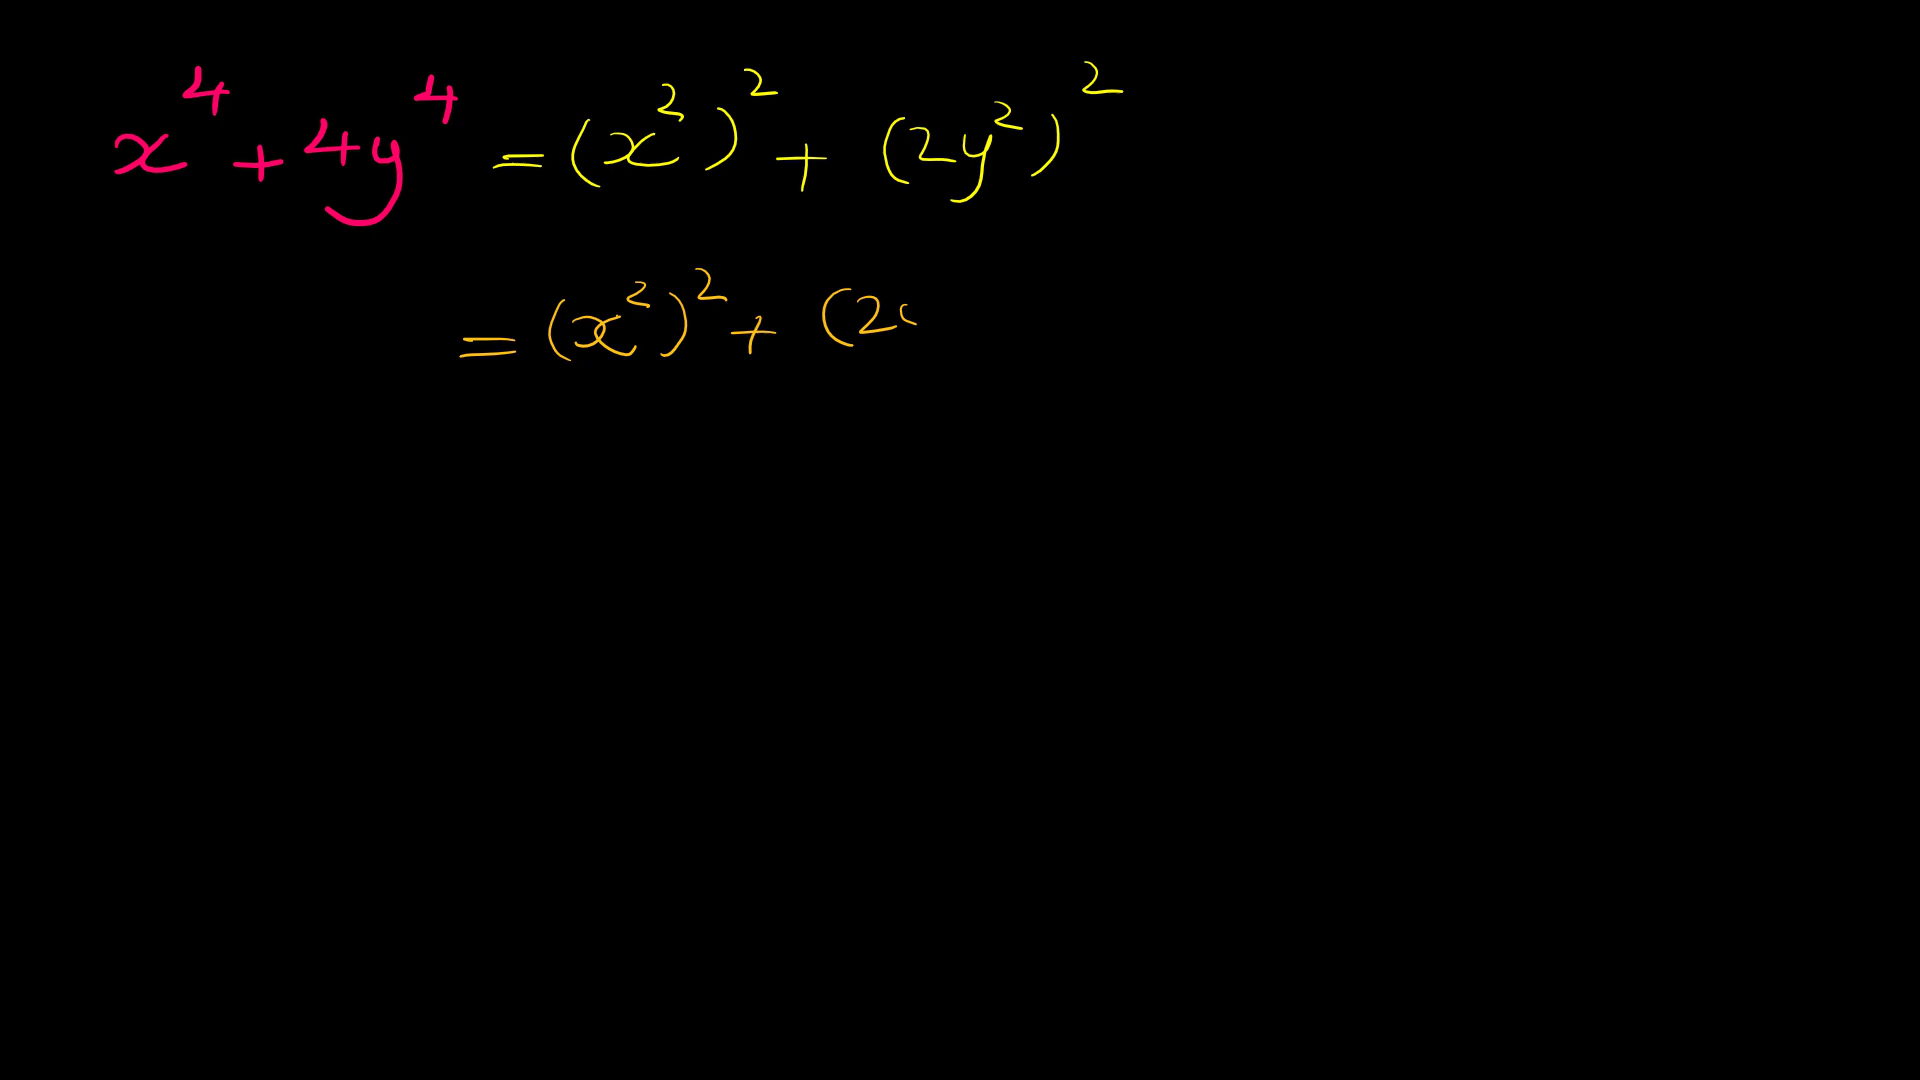 x⁴ + 4y⁴ = (x²)² + (2y²)²
= (x²)² + (2